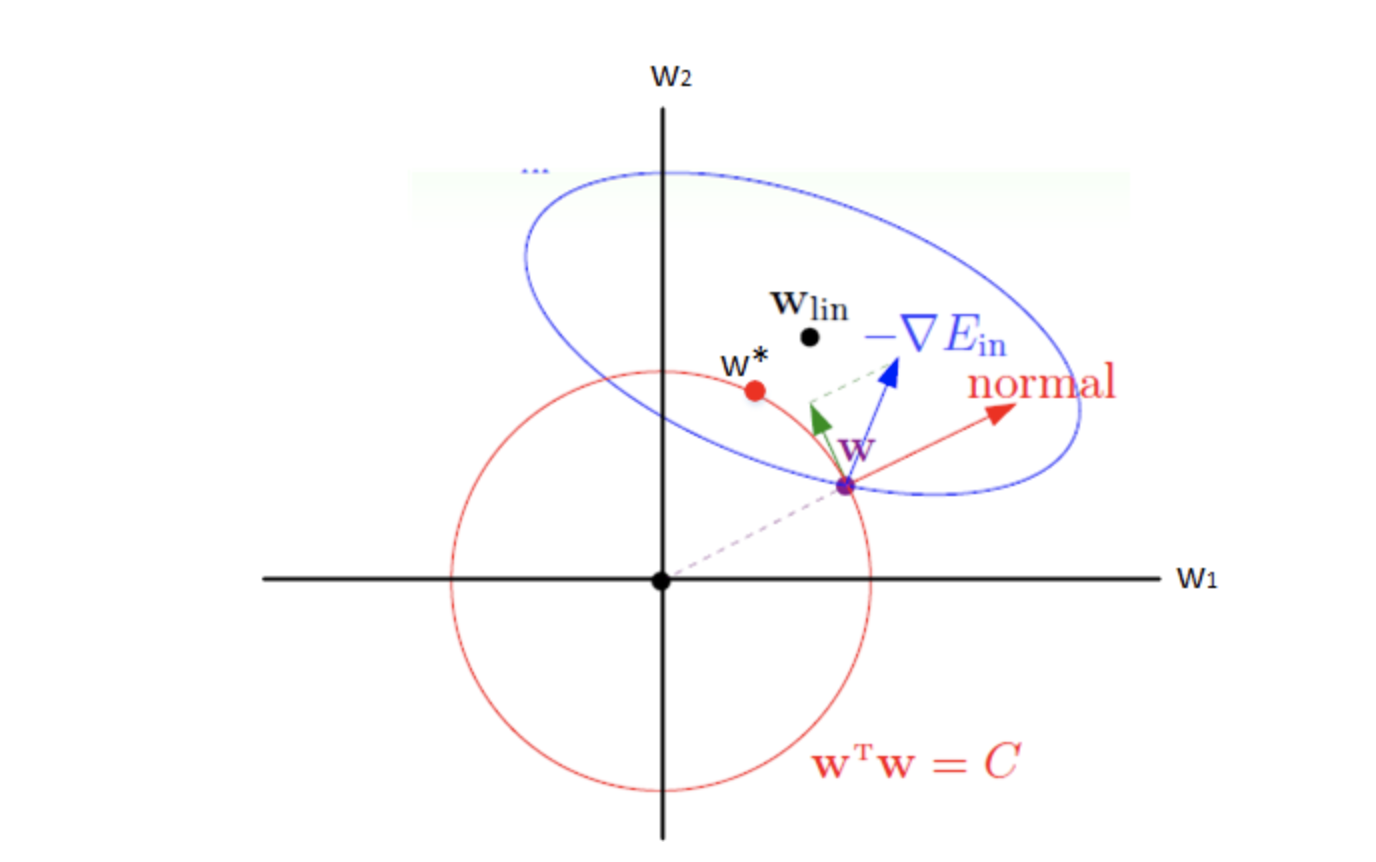 W₂
...
w_lin
W*
−∇E_in
normal
w
W₁
wᵀw = C